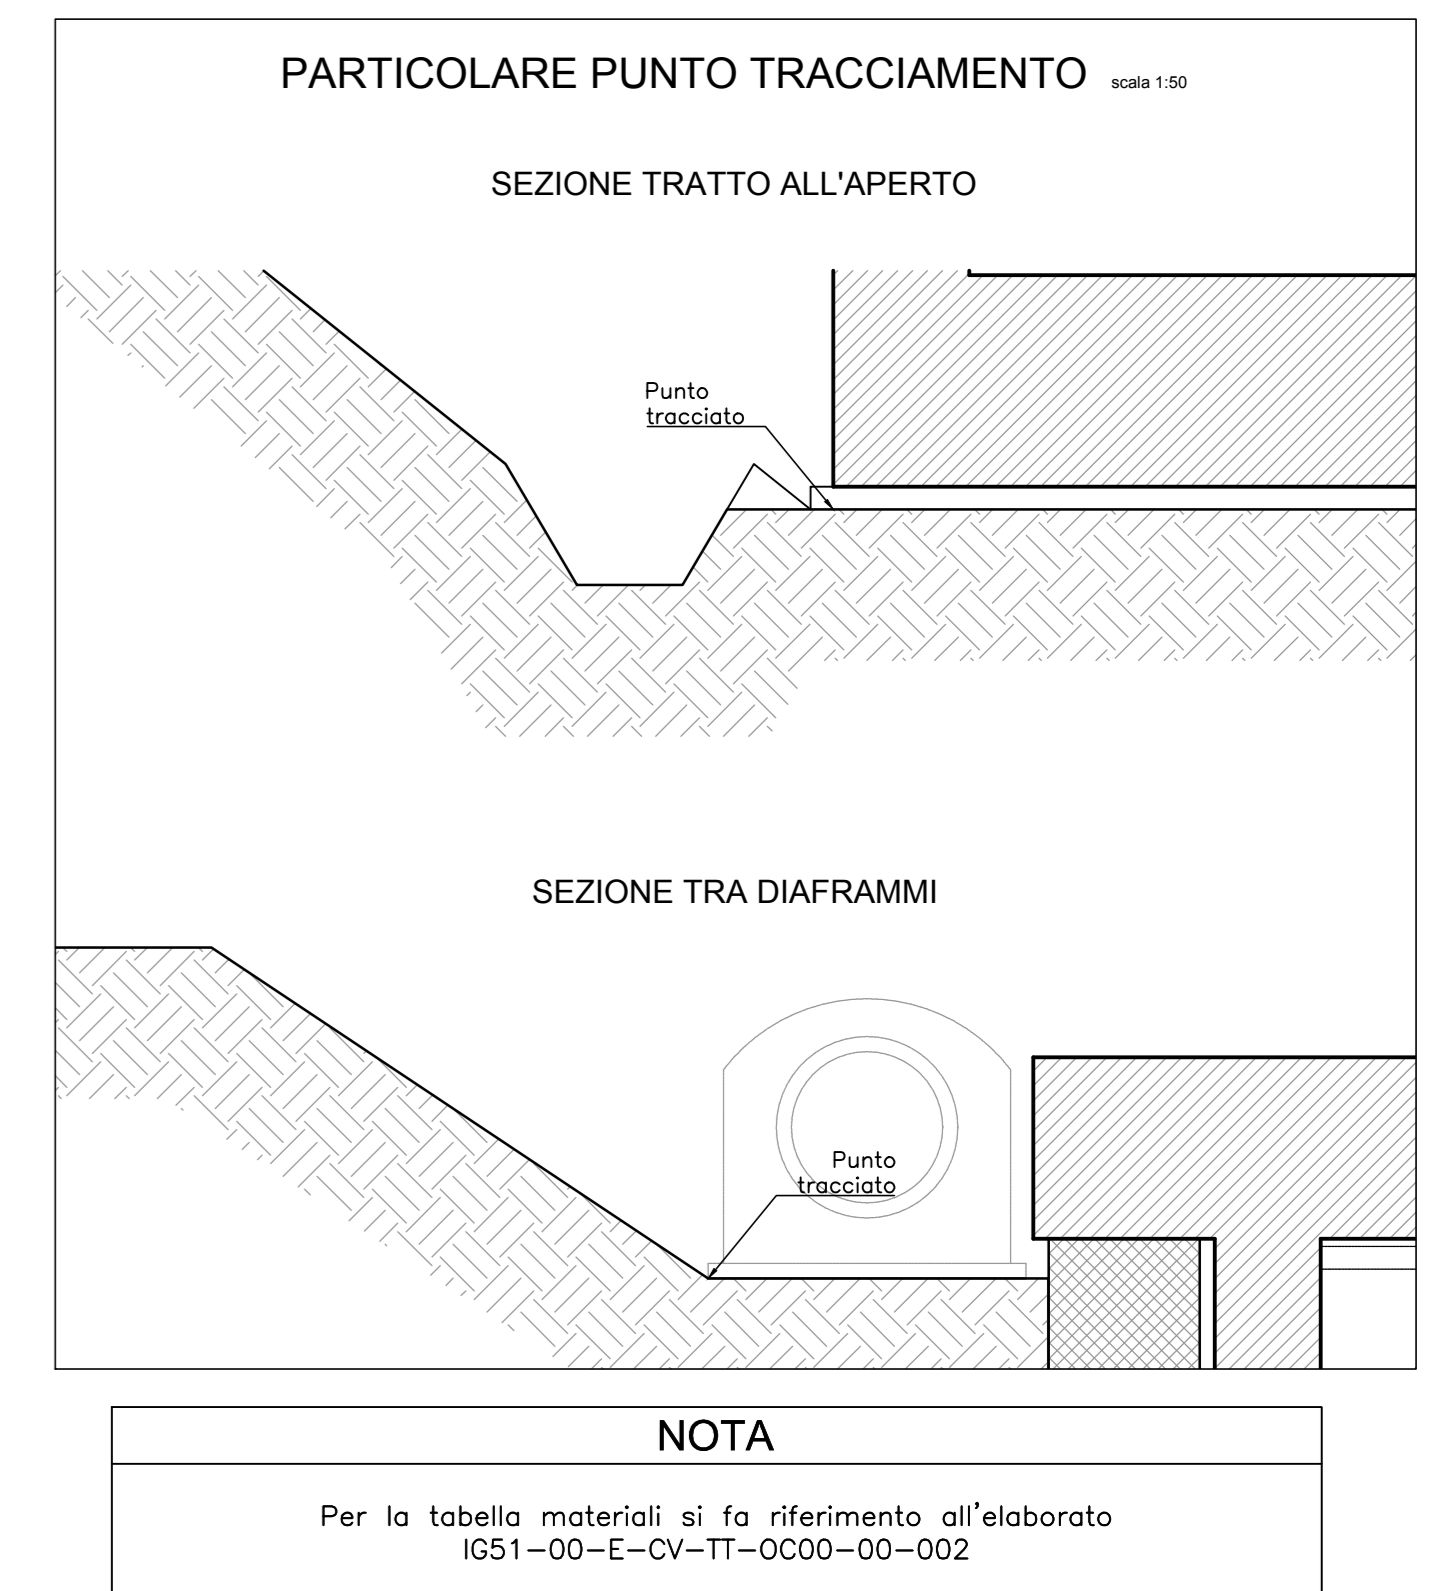 PARTICOLARE PUNTO TRACCIAMENTO scala 1:50
SEZIONE TRATTO ALL'APERTO
Punto
tracciato
SEZIONE TRA DIAFRAMMI
Punto
tracciato
NOTA
Per la tabella materiali si fa riferimento all'elaborato
IG51-00-E-CV-TT-OC00-00-002